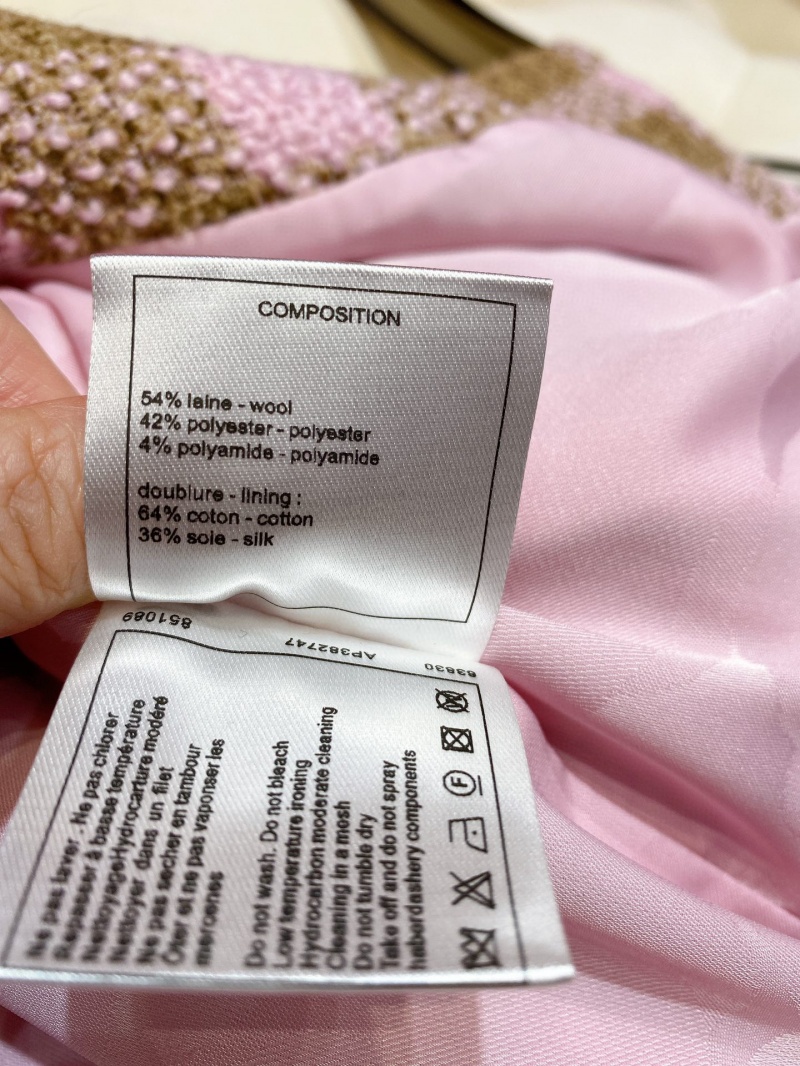 COMPOSITION
54% laine - wool
42% polyester - polyester
4% polyamide - polyamide
doublure - lining :
64% coton - cotton
36% soie - silk
851089
AP382747
63830
Ne pas laver - Ne pas chlorer
Repasser à basse température
NettoyageHydrocarture modéré
Nettoyer dans un filet
Ne pas secher en tambour
Ôter et ne pas vaporiser les
merceries
Do not wash. Do not bleach
Low temperature ironing
Hydrocarbon moderate cleaning
Cleaning in a mesh
Do not tumble dry
Take off and do not spray
haberdashery components
F